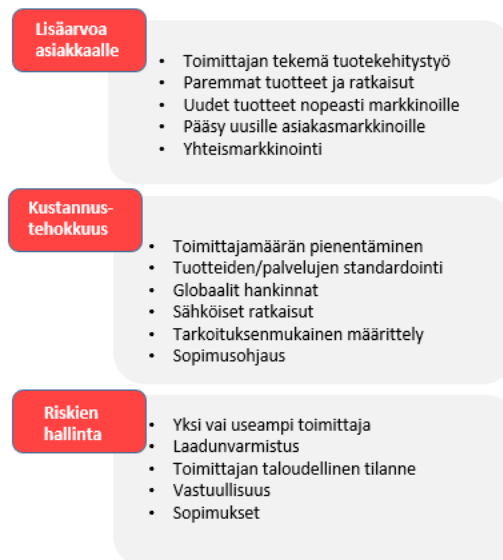 Lisäarvoa
asiakkaalle
• Toimittajan tekemä tuotekehitystyö
• Paremmat tuotteet ja ratkaisut
• Uudet tuotteet nopeasti markkinoille
• Pääsy uusille asiakasmarkkinoille
• Yhteismarkkinointi
Kustannus-
tehokkuus
• Toimittajamäärän pienentäminen
• Tuotteiden/palvelujen standardointi
• Globaalit hankinnat
• Sähköiset ratkaisut
• Tarkoituksenmukainen määrittely
• Sopimusohjaus
Riskien
hallinta
• Yksi vai useampi toimittaja
• Laadunvarmistus
• Toimittajan taloudellinen tilanne
• Vastuullisuus
• Sopimukset